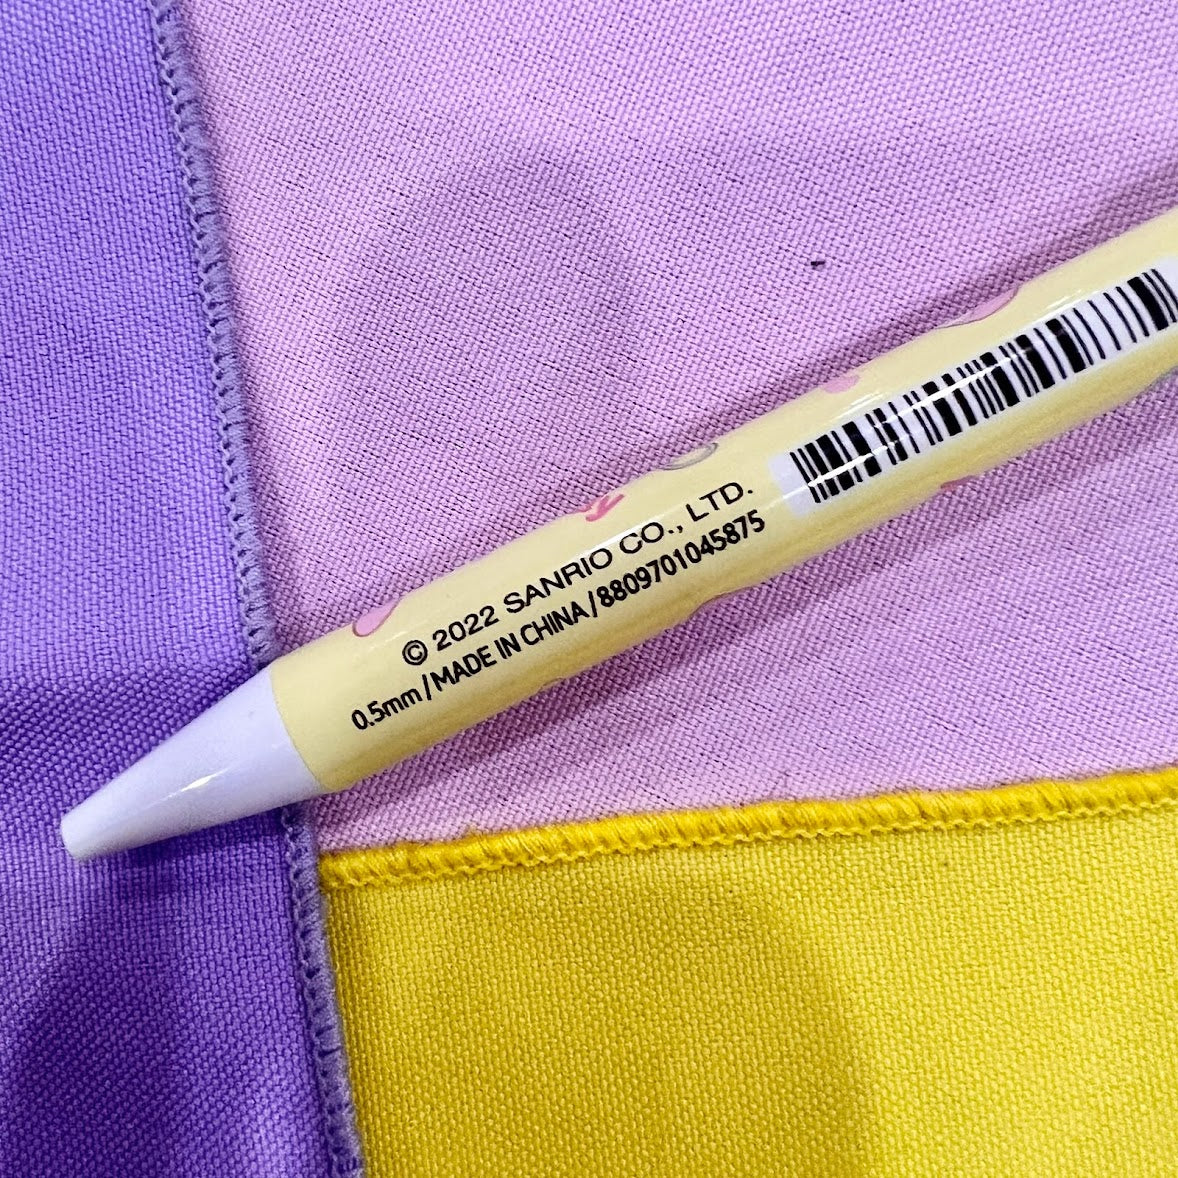 © 2022 SANRIO CO., LTD.
0.5mm/MADE IN CHINA/8809701045875